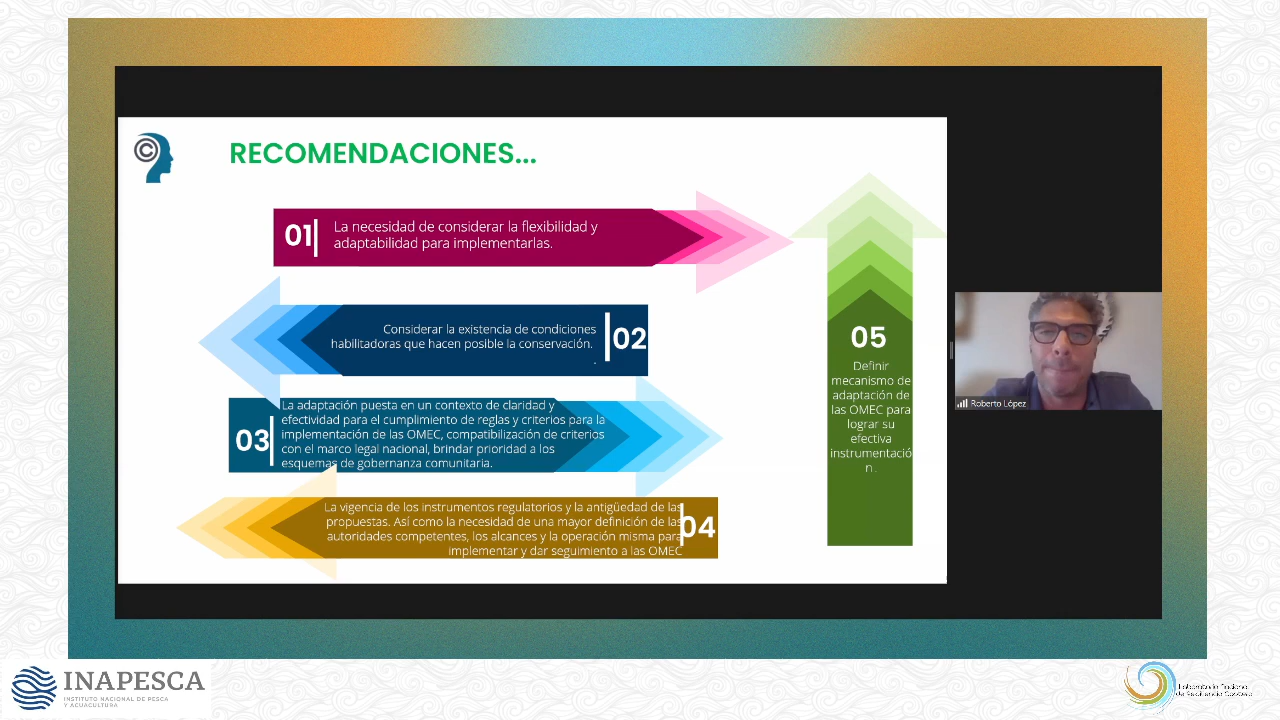 RECOMENDACIONES...
01
La necesidad de considerar la flexibilidad y
adaptabilidad para implementarlas.
Considerar la existencia de condiciones
habilitadoras que hacen posible la conservación.
.
02
03
La adaptación puesta en un contexto de claridad y
efectividad para el cumplimiento de reglas y criterios para la
implementación de las OMEC, compatibilización de criterios
con el marco legal nacional, brindar prioridad a los
esquemas de gobernanza comunitaria.
La vigencia de los instrumentos regulatorios y la antigüedad de las
propuestas. Así como la necesidad de una mayor definición de las
autoridades competentes, los alcances y la operación misma para
implementar y dar seguimiento a las OMEC
04
05
Definir
mecanismo de
adaptación de
las OMEC para
lograr su
efectiva
instrumentació
n.
Roberto López
INAPESCA
INSTITUTO NACIONAL DE PESCA
Y ACUACULTURA